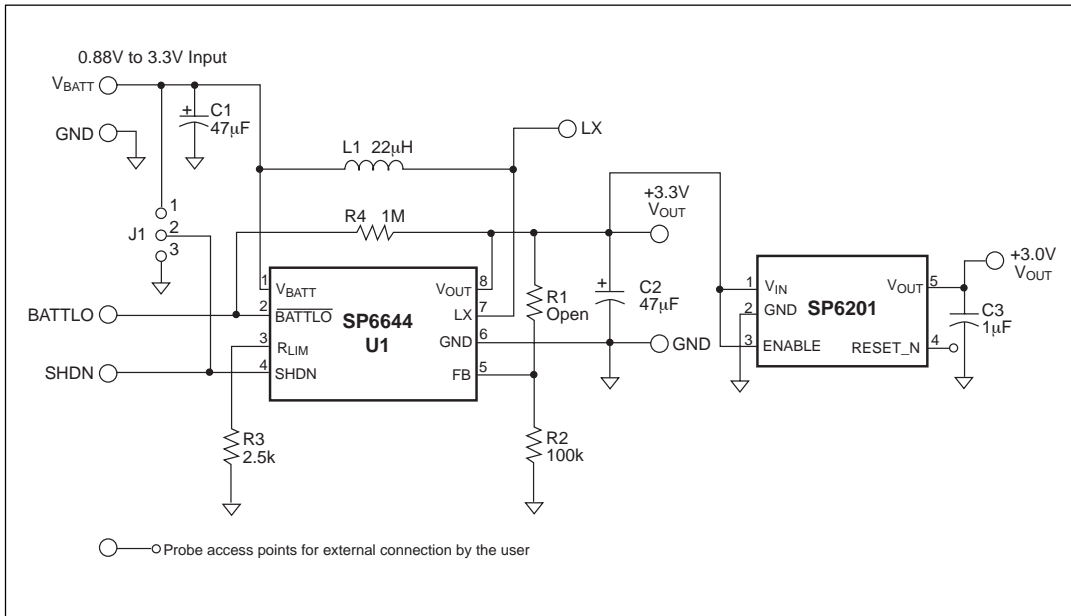 0.88V to 3.3V Input
VBATT
C1
47µF
GND
LX
L1 22µH
1
J1 2
3
R4 1M
+3.3V
VOUT
1 VBATT
VOUT 8
BATTLO
2 BATTLO
LX 7
SP6644
U1
3 RLIM
GND 6
SHDN
4 SHDN
FB 5
R1
Open
C2
47µF
GND
R3
2.5k
R2
100k
1 VIN
VOUT 5
2 GND
SP6201
3 ENABLE
RESET_N 4
+3.0V
VOUT
C3
1µF
Probe access points for external connection by the user